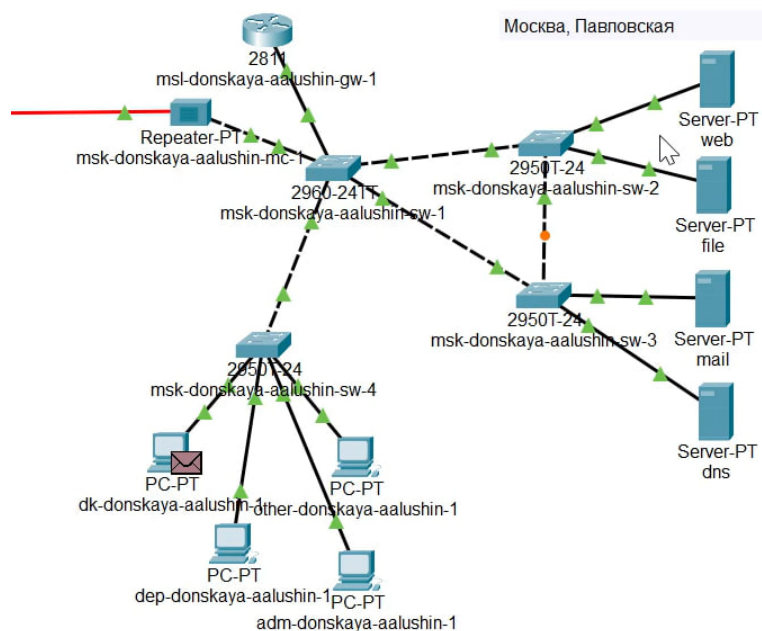 Москва, Павловская
2811
msl-donskaya-aalushin-gw-1
Repeater-PT
msk-donskaya-aalushin-mc-1
2960-24TT
msk-donskaya-aalushin-sw-1
2950T-24
msk-donskaya-aalushin-sw-2
Server-PT
web
Server-PT
file
2950T-24
msk-donskaya-aalushin-sw-3
Server-PT
mail
Server-PT
dns
2950T-24
msk-donskaya-aalushin-sw-4
PC-PT
dk-donskaya-aalushin-1
PC-PT
other-donskaya-aalushin-1
PC-PT
dep-donskaya-aalushin-1
PC-PT
adm-donskaya-aalushin-1